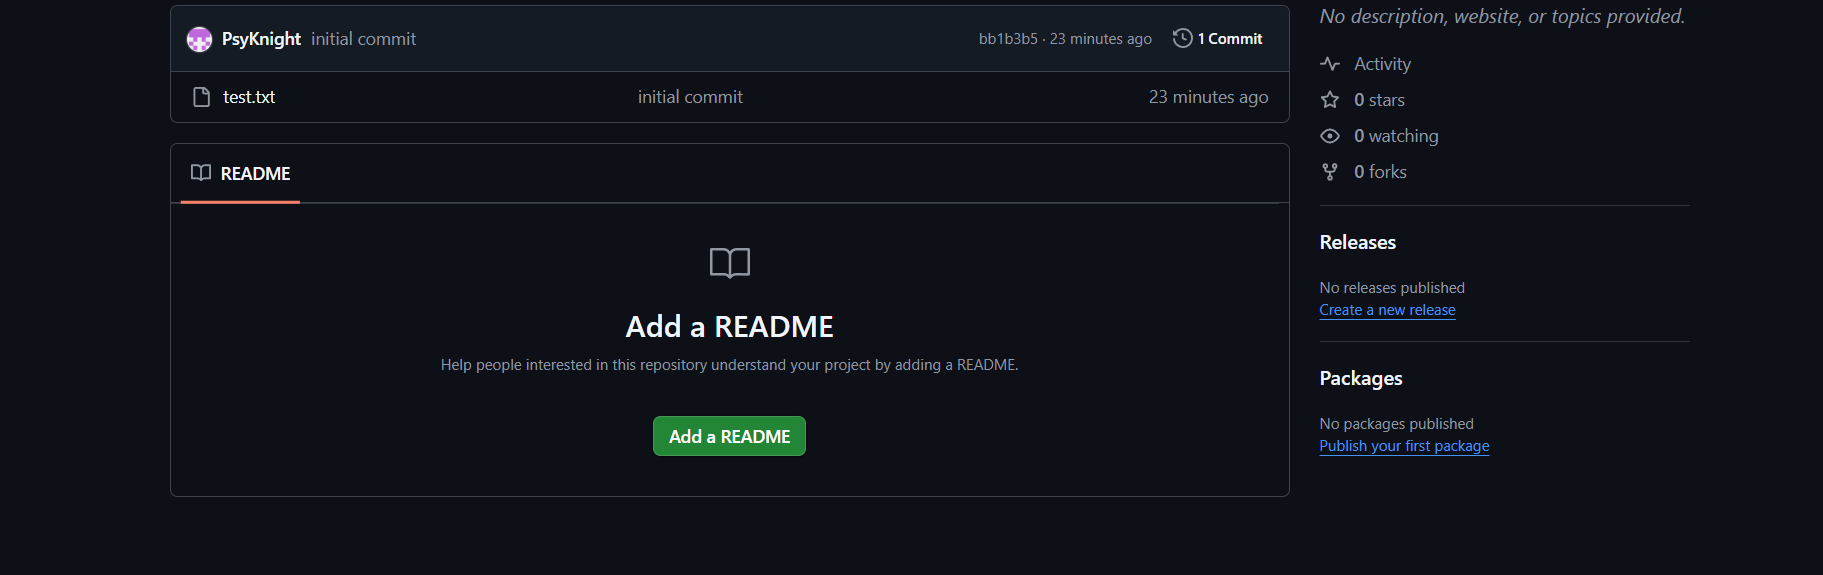 PsyKnight initial commit bb1b3b5 · 23 minutes ago 1 Commit
test.txt initial commit 23 minutes ago
README
Add a README
Help people interested in this repository understand your project by adding a README.
Add a README
No description, website, or topics provided.
Activity
0 stars
0 watching
0 forks
Releases
No releases published
Create a new release
Packages
No packages published
Publish your first package